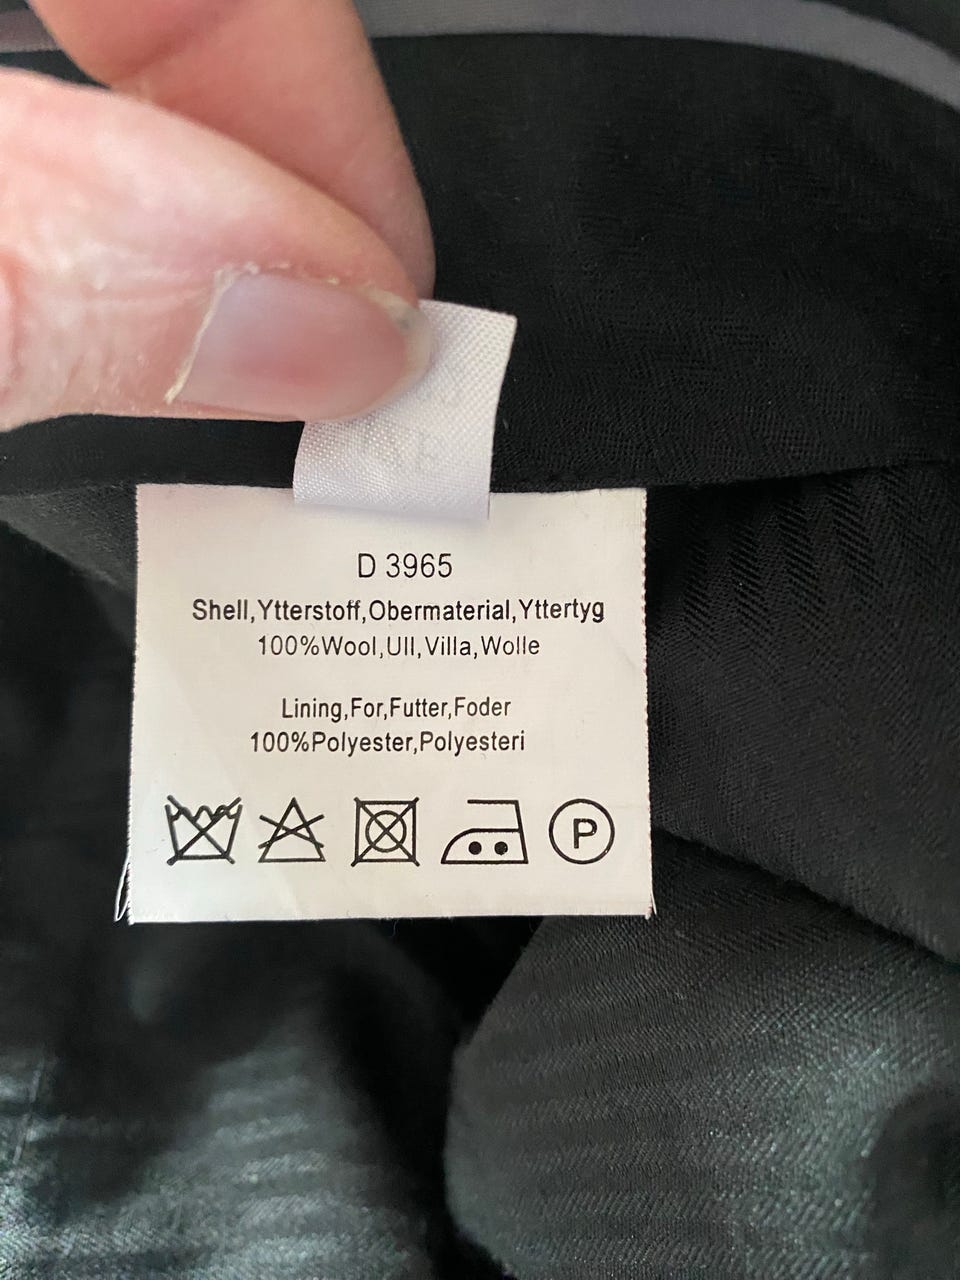 D 3965
Shell,Ytterstoff,Obermaterial,Yttertyg
100%Wool,Ull,Villa,Wolle
Lining,For,Futter,Foder
100%Polyester,Polyesteri
P